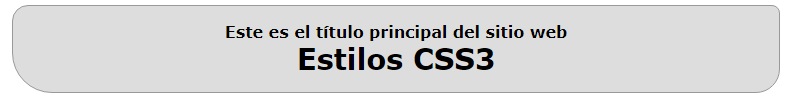 Este es el título principal del sitio web
Estilos CSS3